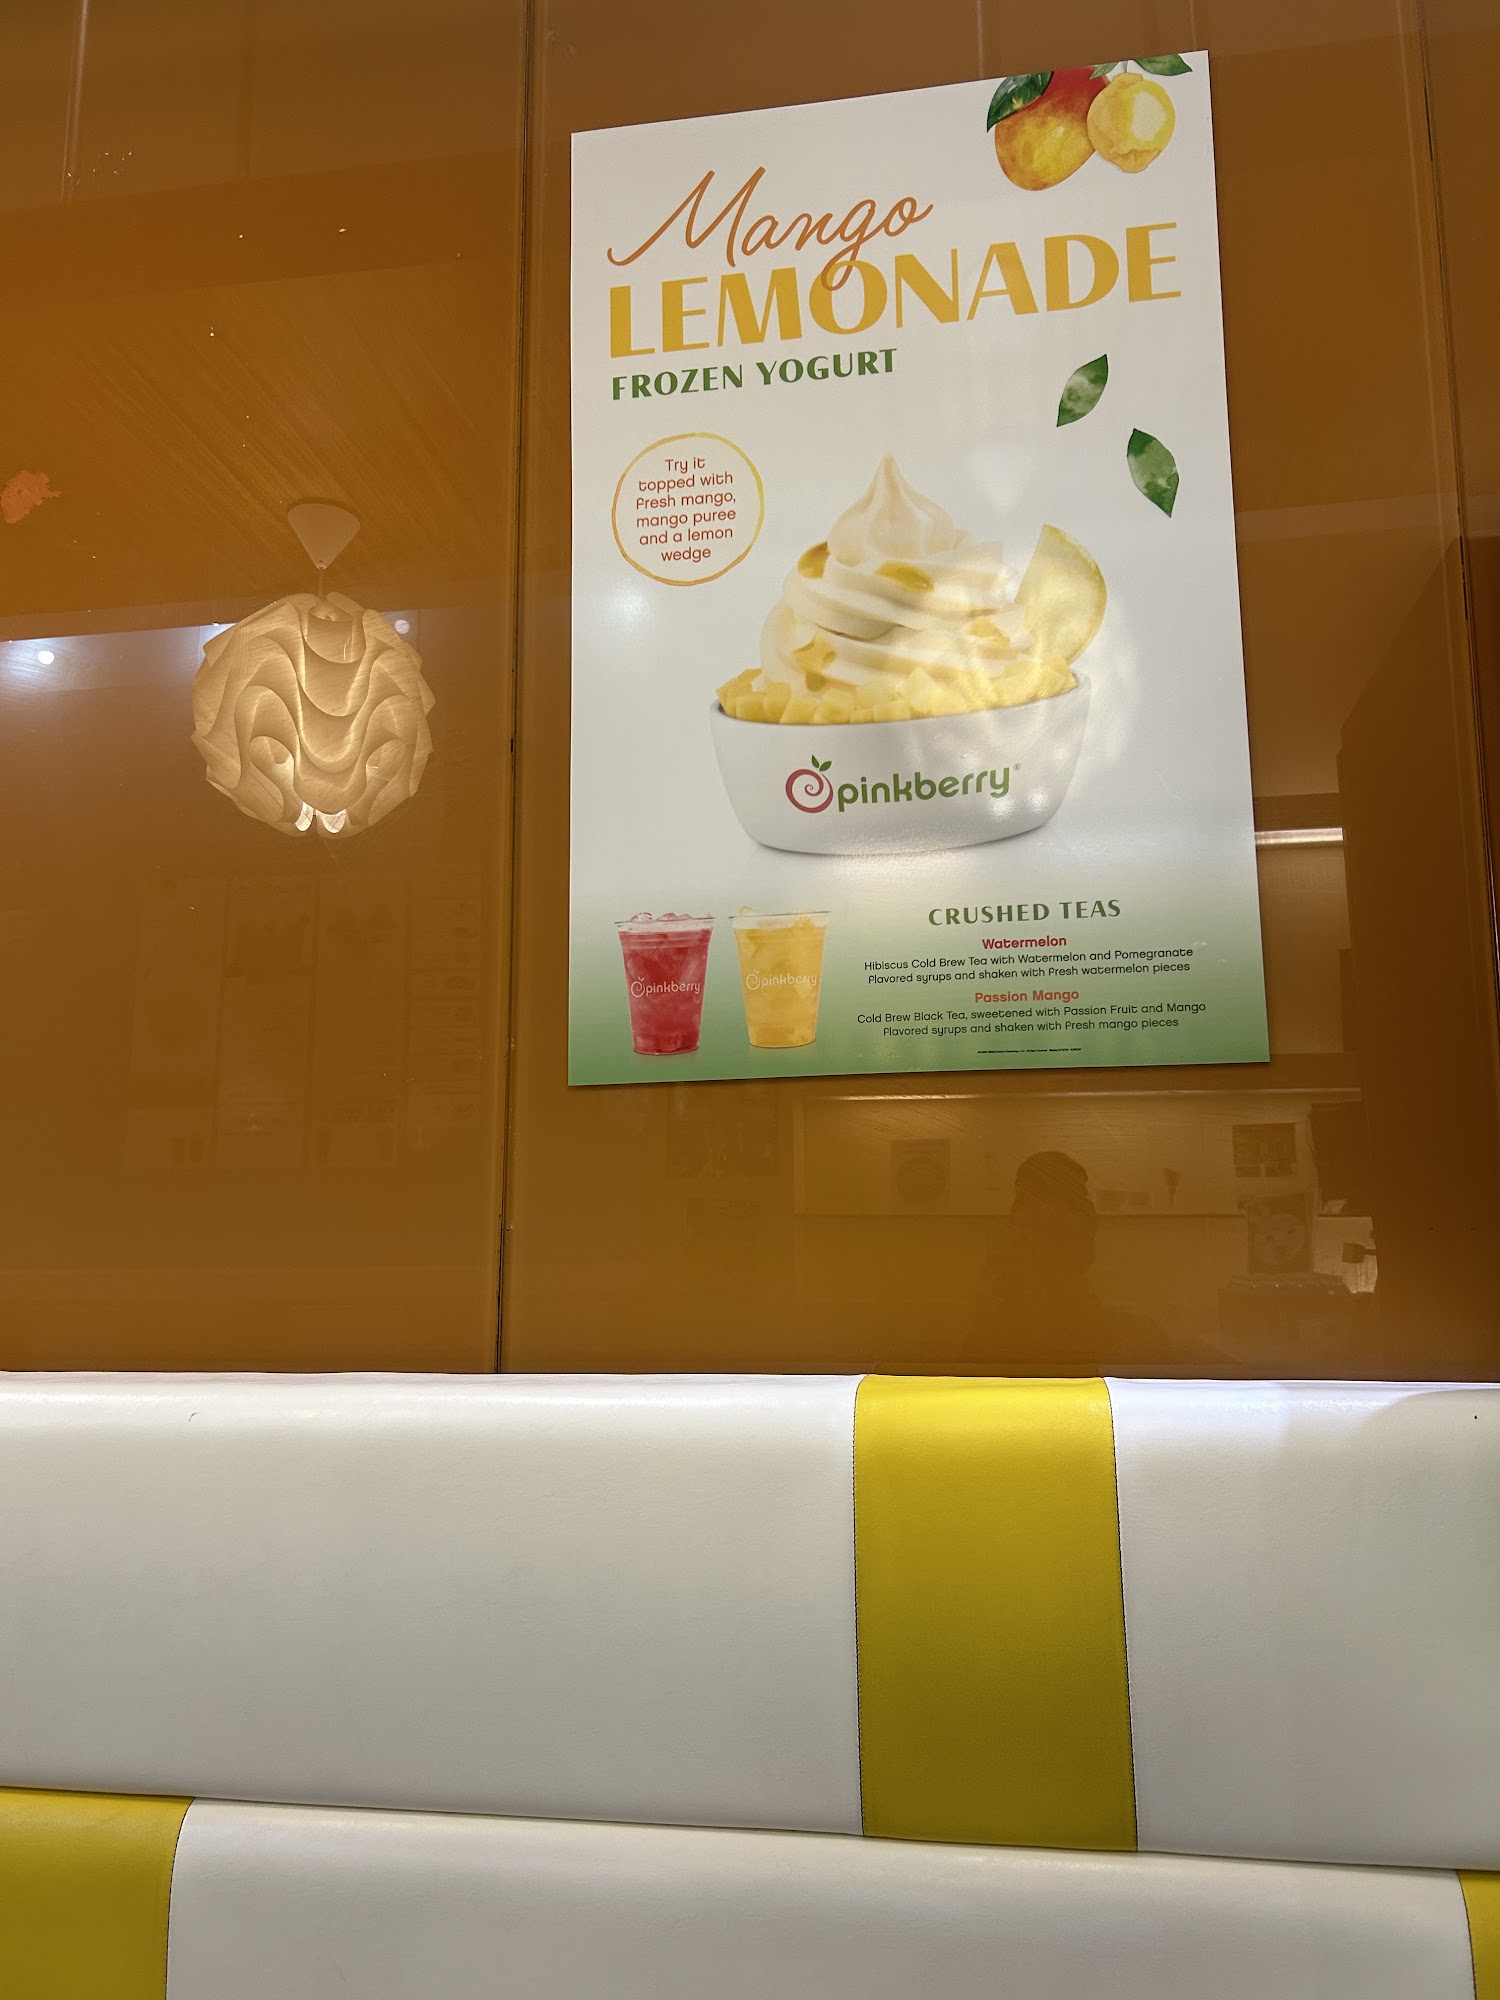 Mango
LEMONADE
FROZEN YOGURT
Try it
topped with
fresh mango,
mango puree
and a lemon
wedge
pinkberry®
pinkberry
pinkberry
CRUSHED TEAS
Watermelon
Hibiscus Cold Brew Tea with Watermelon and Pomegranate
Flavored syrups and shaken with fresh watermelon pieces
Passion Mango
Cold Brew Black Tea, sweetened with Passion Fruit and Mango
Flavored syrups and shaken with fresh mango pieces